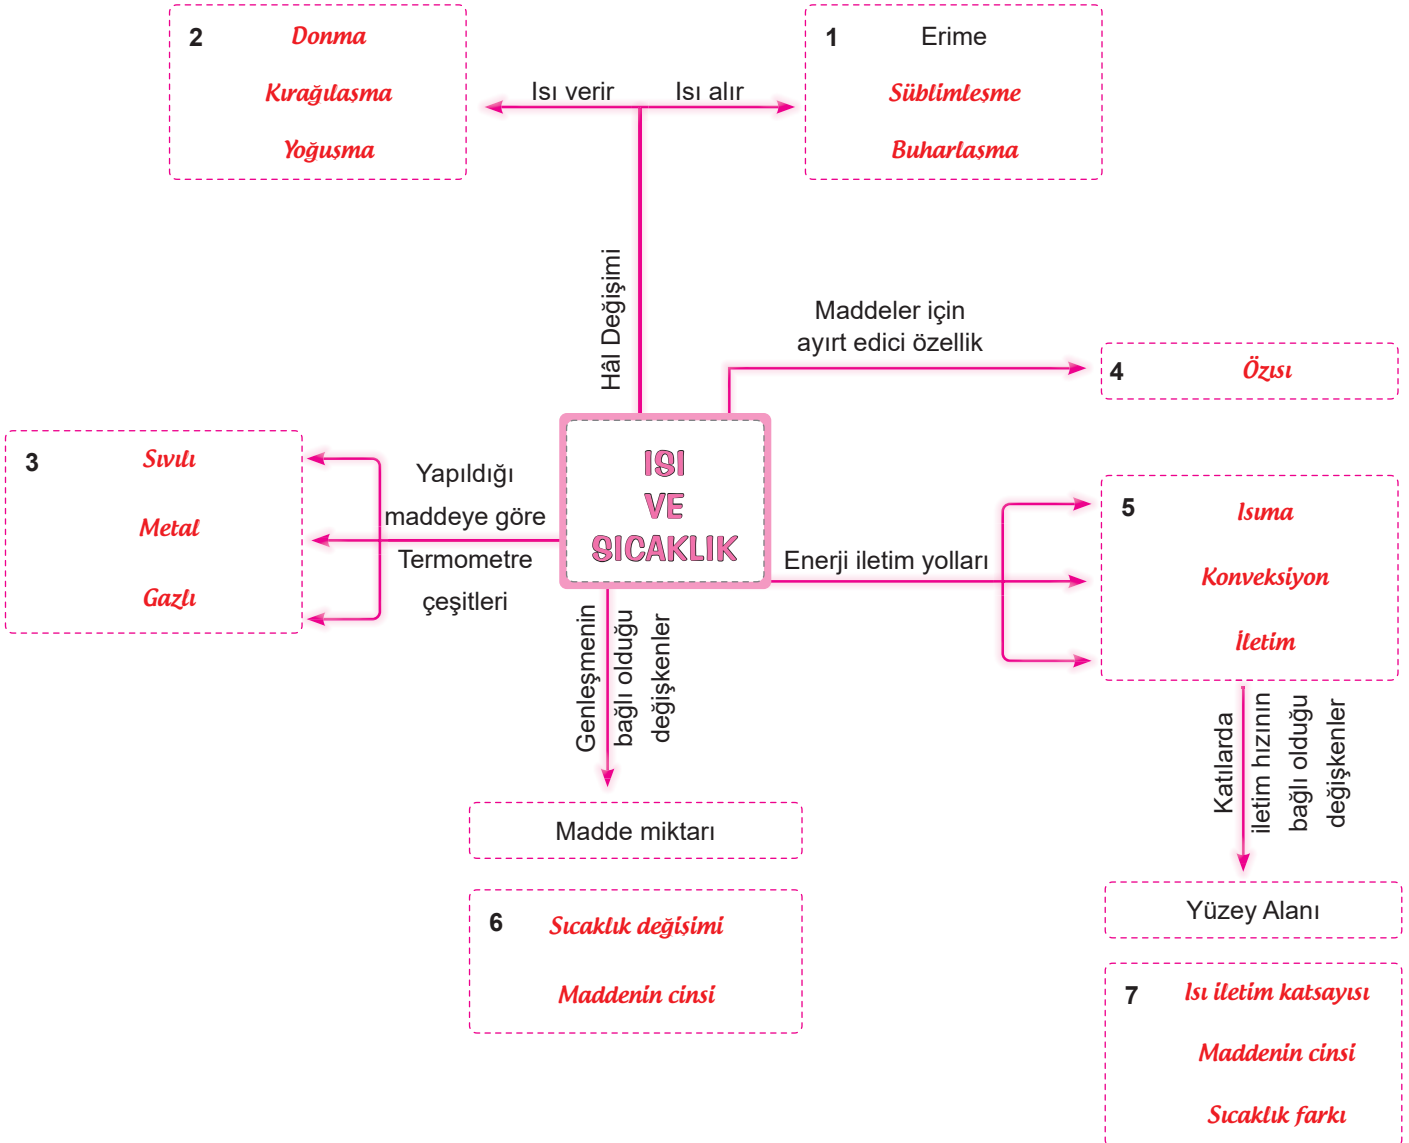 2
Donma
Kırağılaşma
Yoğuşma
Isı verir
Isı alır
1
Erime
Süblimleşme
Buharlaşma
Hâl Değişimi
Maddeler için
ayırt edici özellik
4
Özısı
3
Sıvılı
Metal
Gazlı
Yapıldığı
maddeye göre
Termometre
çeşitleri
ISI
VE
SICAKLIK
Enerji iletim yolları
5
Isıma
Konveksiyon
İletim
Genleşmenin
bağlı olduğu
değişkenler
Madde miktarı
6
Sıcaklık değişimi
Maddenin cinsi
Katılarda
iletim hızının
bağlı olduğu
değişkenler
Yüzey Alanı
7
Isı iletim katsayısı
Maddenin cinsi
Sıcaklık farkı